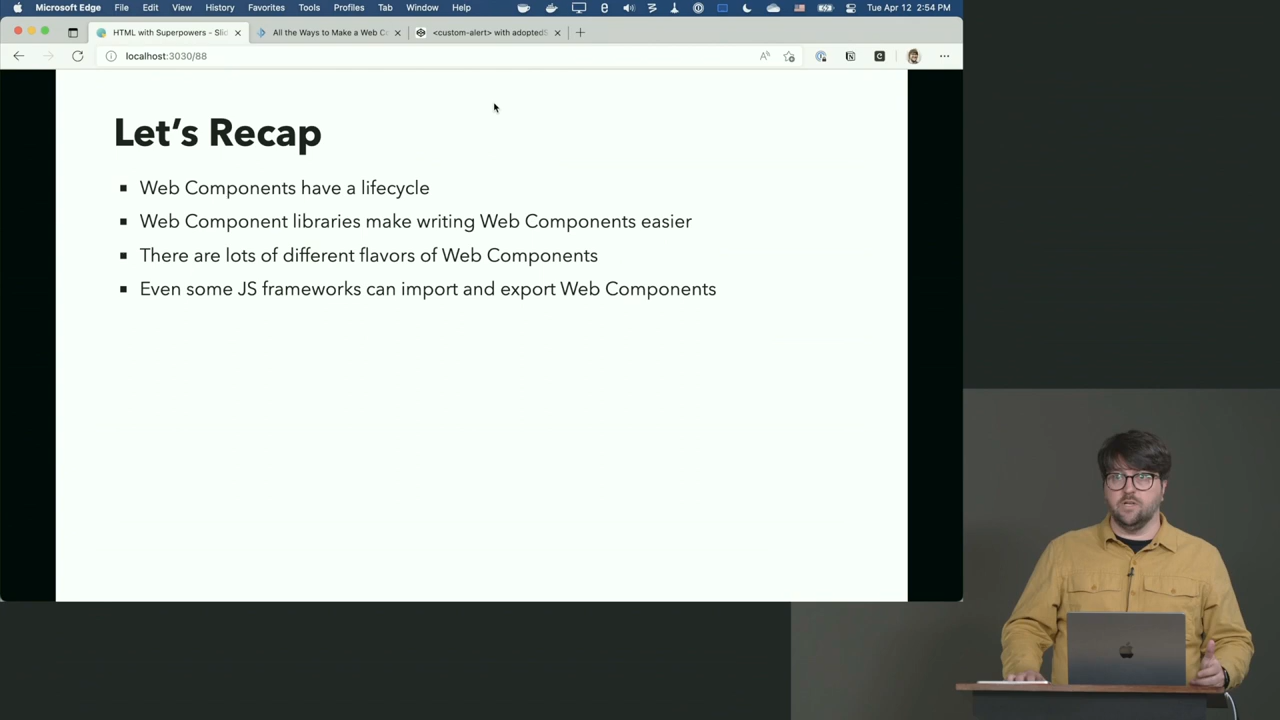 Microsoft Edge File Edit View History Favorites Tools Profiles Tab Window Help Tue Apr 12 2:54 PM
HTML with Superpowers - Slid All the Ways to Make a Web C <custom-alert> with adoptedS
localhost:3030/88
Let's Recap
Web Components have a lifecycle
Web Component libraries make writing Web Components easier
There are lots of different flavors of Web Components
Even some JS frameworks can import and export Web Components